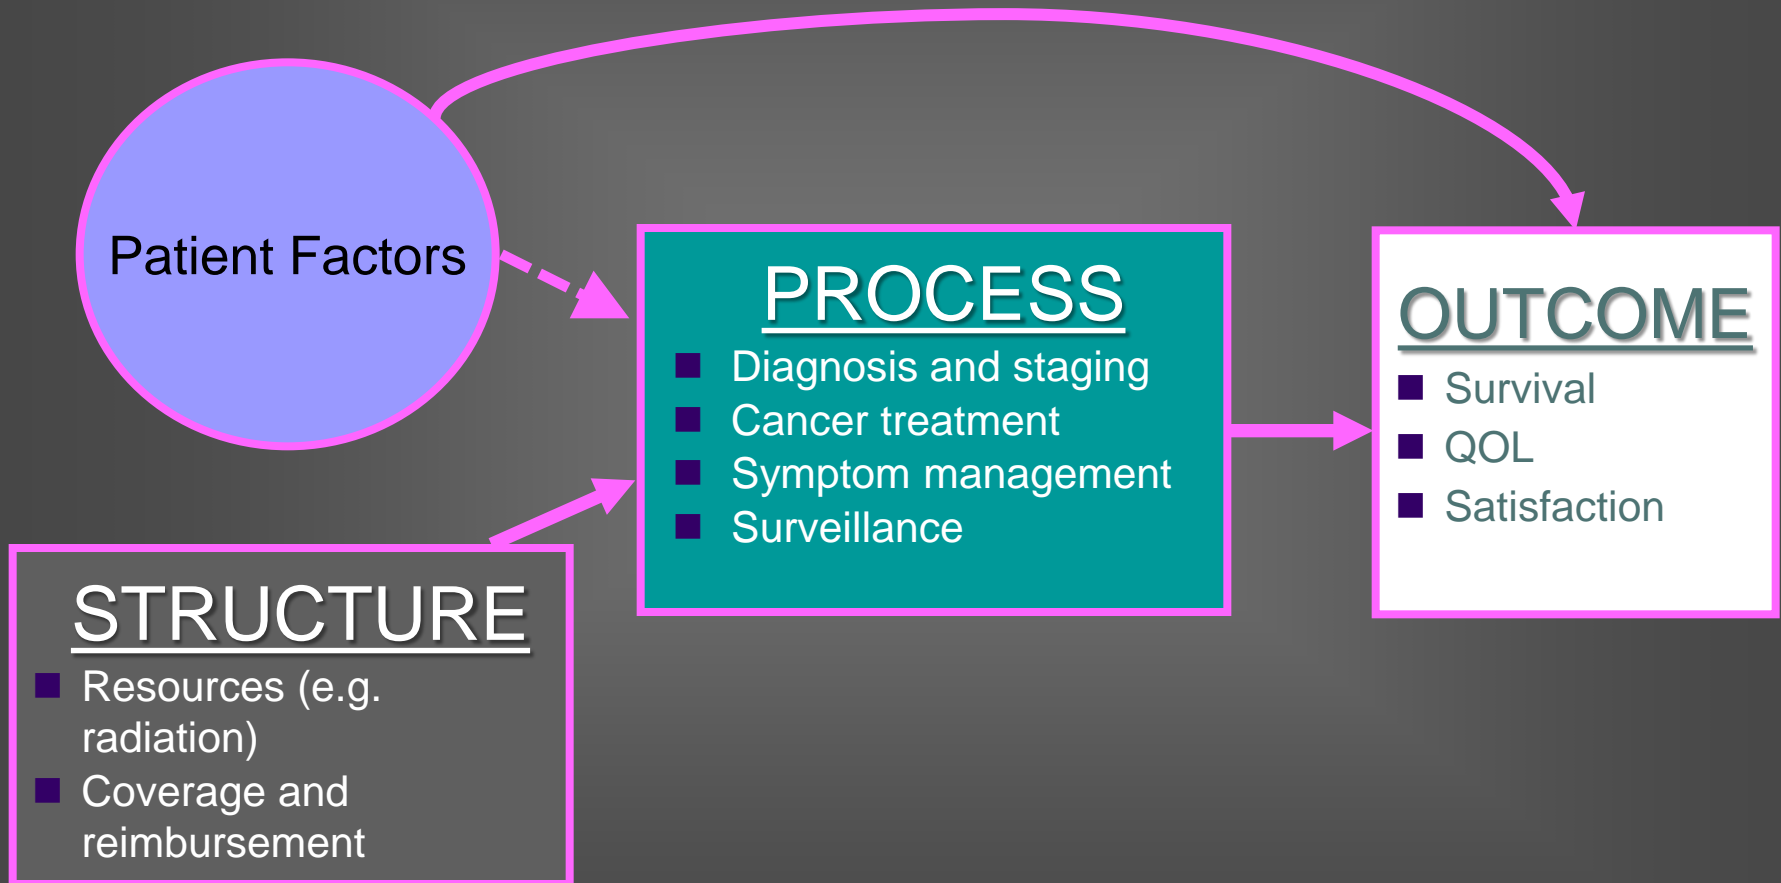 Patient Factors
PROCESS
Diagnosis and staging
Cancer treatment
Symptom management
Surveillance
OUTCOME
Survival
QOL
Satisfaction
STRUCTURE
Resources (e.g.
radiation)
Coverage and
reimbursement